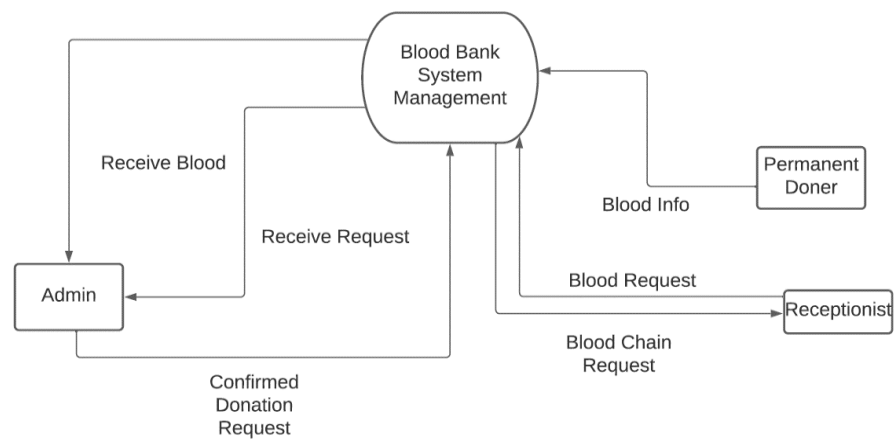 Blood Bank
System
Management
Receive Blood
Permanent
Doner
Blood Info
Receive Request
Blood Request
Admin
Receptionist
Blood Chain
Request
Confirmed
Donation
Request